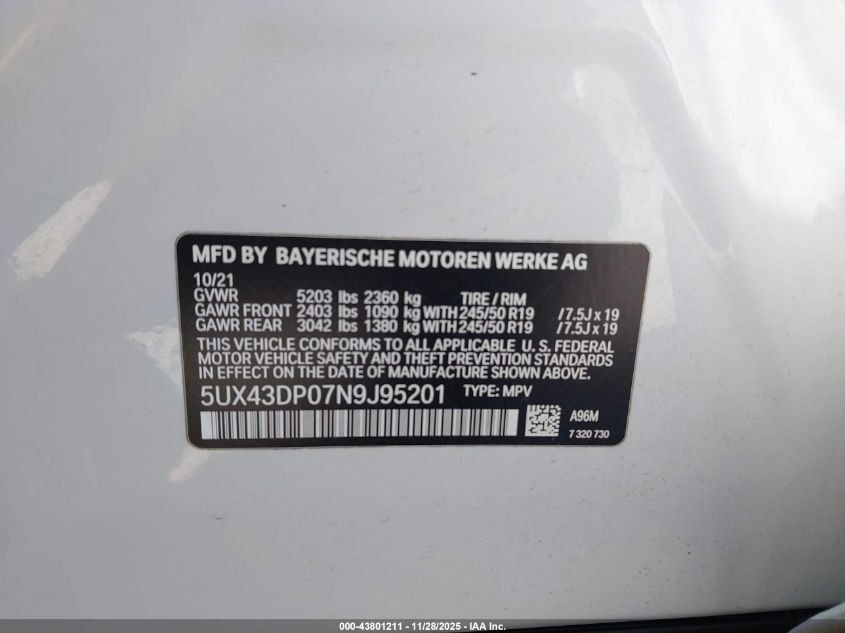 MFD BY BAYERISCHE MOTOREN WERKE AG
10/21
GVWR 5203 lbs 2360 kg TIRE / RIM
GAWR FRONT 2403 lbs 1090 kg WITH 245/50 R19 /7.5J x 19
GAWR REAR 3042 lbs 1380 kg WITH 245/50 R19 /7.5J x 19
THIS VEHICLE CONFORMS TO ALL APPLICABLE U. S. FEDERAL
MOTOR VEHICLE SAFETY AND THEFT PREVENTION STANDARDS
IN EFFECT ON THE DATE OF MANUFACTURE SHOWN ABOVE.
5UX43DP07N9J95201 TYPE: MPV
A96M
7 320 730
000-43801211 - 11/28/2025 - IAA Inc.